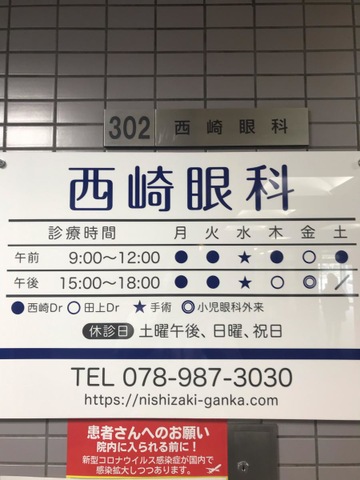 302 西崎眼科
西崎眼科
診療時間 月 火 水 木 金 土
午前 9:00〜12:00 ● ● ★ ● ○ ●
午後 15:00〜18:00 ● ● ★ ○ ◎ ／
●西崎Dr ○田上Dr ★手術 ◎小児眼科外来
休診日 土曜午後、日曜、祝日
TEL 078-987-3030
https://nishizaki-ganka.com
患者さんへのお願い
院内に入られる前に！
新型コロナウイルス感染症が国内で
感染拡大しつつあります。